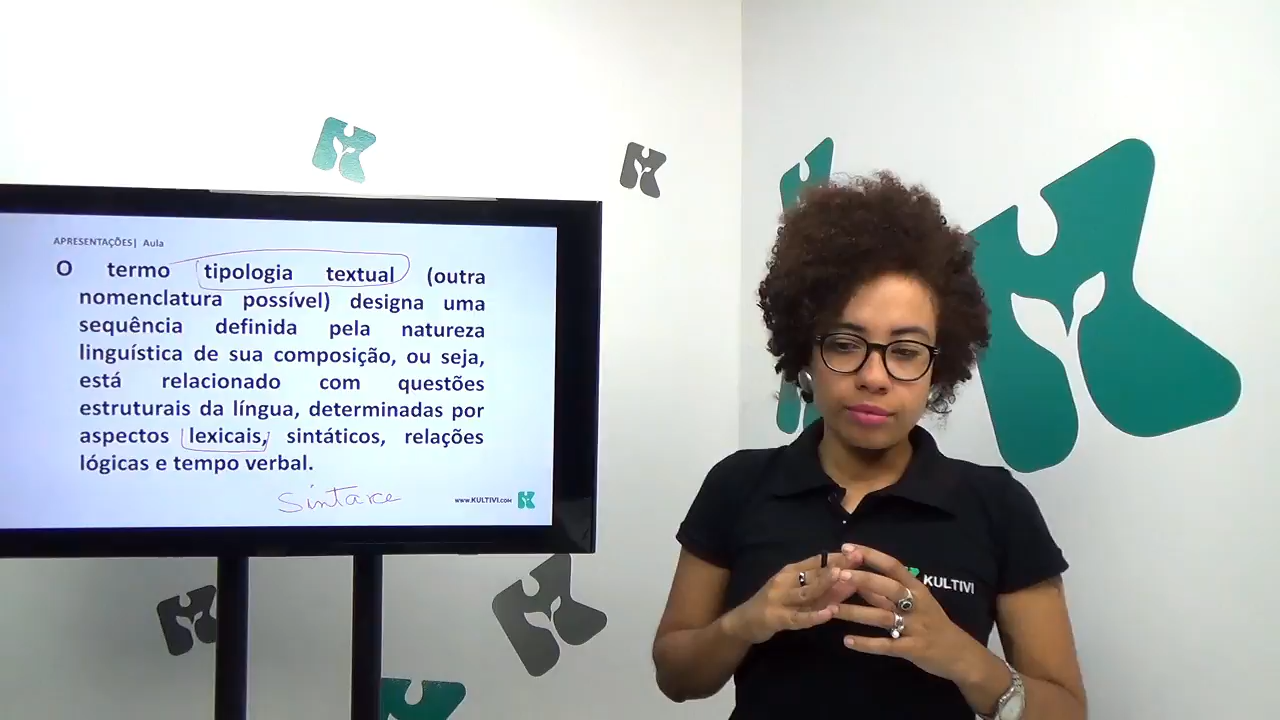 APRESENTAÇÕES| Aula
O termo tipologia textual (outra
nomenclatura possível) designa uma
sequência definida pela natureza
linguística de sua composição, ou seja,
está relacionado com questões
estruturais da língua, determinadas por
aspectos lexicais, sintáticos, relações
lógicas e tempo verbal.
Sintaxe
www.KULTIVI.com
KULTIVI